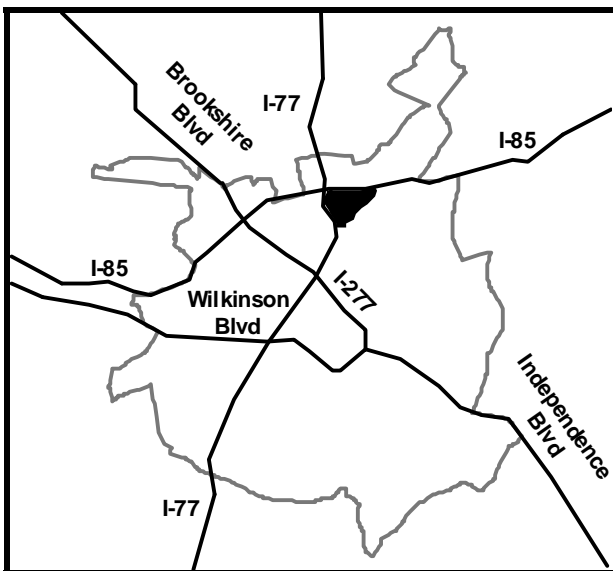 Brookshire
Blvd
I-77
I-85
I-85
Wilkinson
Blvd
I-277
Independence
Blvd
I-77